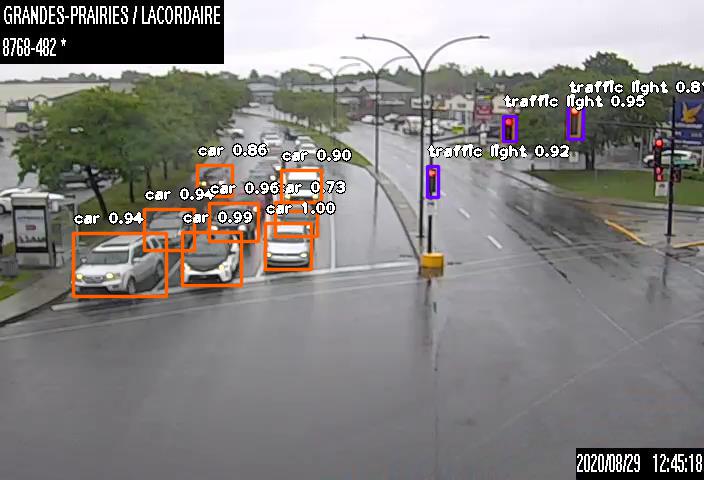 GRANDES-PRAIRIES / LACORDAIRE
8768-482 *
traffic light 0.8
traffic light 0.95
traffic light 0.92
car 0.86
car 0.90
car 0.96
car 0.73
car 0.94
car 0.99
car 1.00
car 0.94
2020/08/29 12:45:18